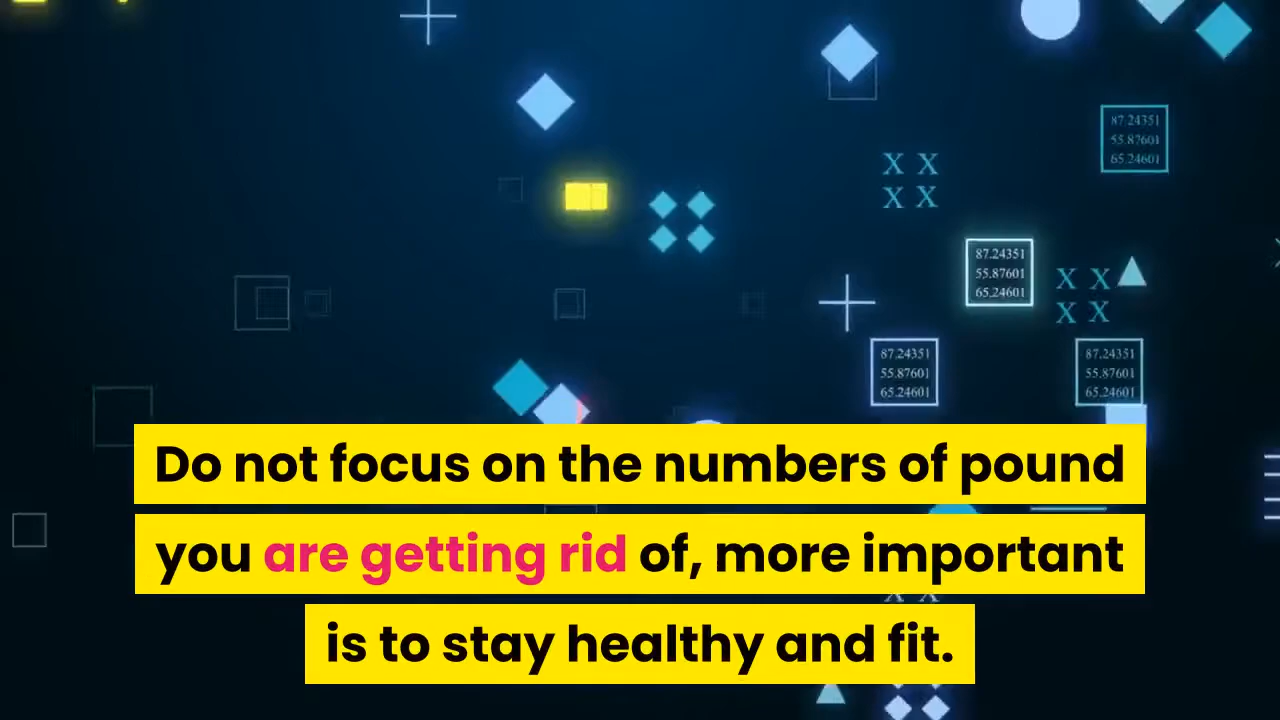 87.24351
55.87601
65.24601
X X
X X
87.24351
55.87601
65.24601
X X
X X
87.24351
55.87601
65.24601
87.24351
55.87601
65.24601
Do not focus on the numbers of pound
you are getting rid of, more important
is to stay healthy and fit.